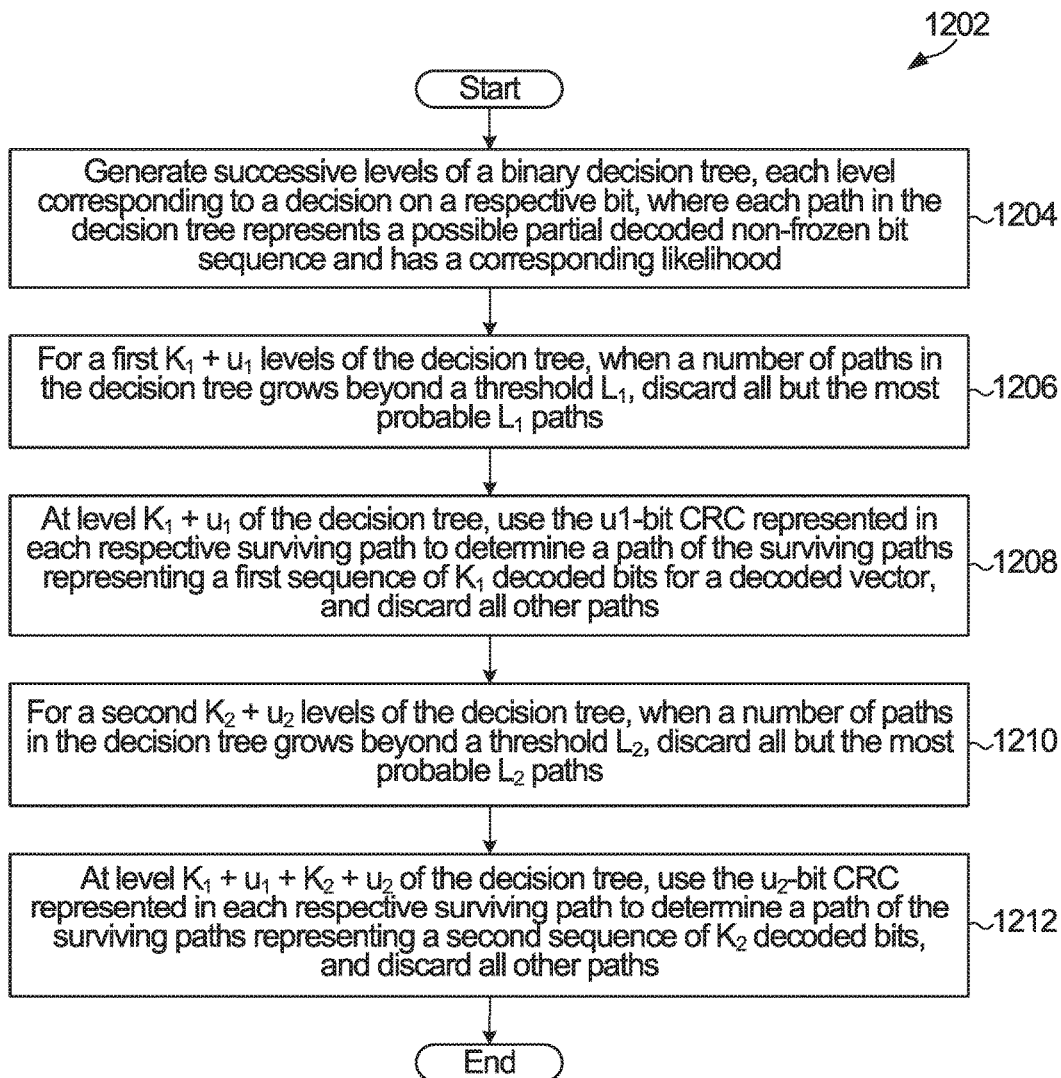 1202
Start
Generate successive levels of a binary decision tree, each level
corresponding to a decision on a respective bit, where each path in the
decision tree represents a possible partial decoded non-frozen bit
sequence and has a corresponding likelihood
1204
For a first K₁ + u₁ levels of the decision tree, when a number of paths in
the decision tree grows beyond a threshold L₁, discard all but the most
probable L₁ paths
1206
At level K₁ + u₁ of the decision tree, use the u1-bit CRC represented in
each respective surviving path to determine a path of the surviving paths
representing a first sequence of K₁ decoded bits for a decoded vector,
and discard all other paths
1208
For a second K₂ + u₂ levels of the decision tree, when a number of paths
in the decision tree grows beyond a threshold L₂, discard all but the most
probable L₂ paths
1210
At level K₁ + u₁ + K₂ + u₂ of the decision tree, use the u₂-bit CRC
represented in each respective surviving path to determine a path of the
surviving paths representing a second sequence of K₂ decoded bits,
and discard all other paths
1212
End